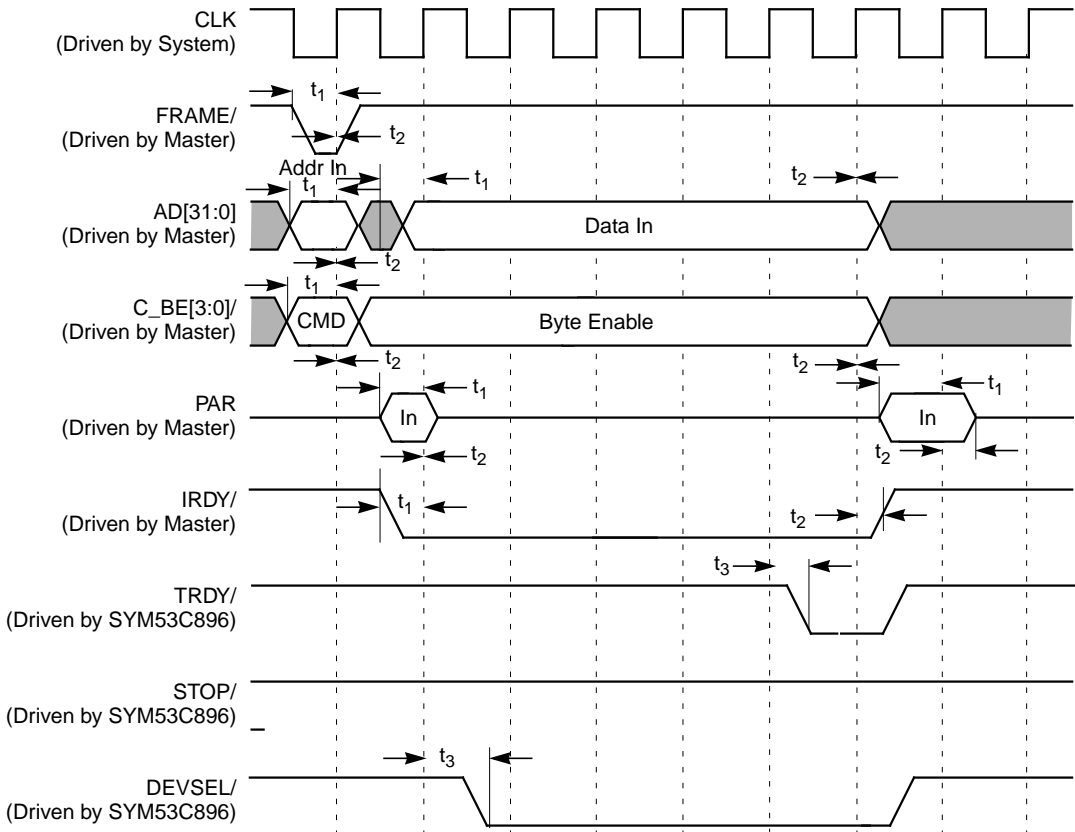 CLK
(Driven by System)
t1
FRAME/
(Driven by Master)
t2
Addr In
t1
t1
t2
AD[31:0]
(Driven by Master)
Data In
t2
t1
C_BE[3:0]/
(Driven by Master)
CMD
Byte Enable
t2
t2
t1
t1
PAR
(Driven by Master)
In
In
t2
t2
IRDY/
(Driven by Master)
t1
t2
t3
TRDY/
(Driven by SYM53C896)
STOP/
(Driven by SYM53C896)
t3
DEVSEL/
(Driven by SYM53C896)